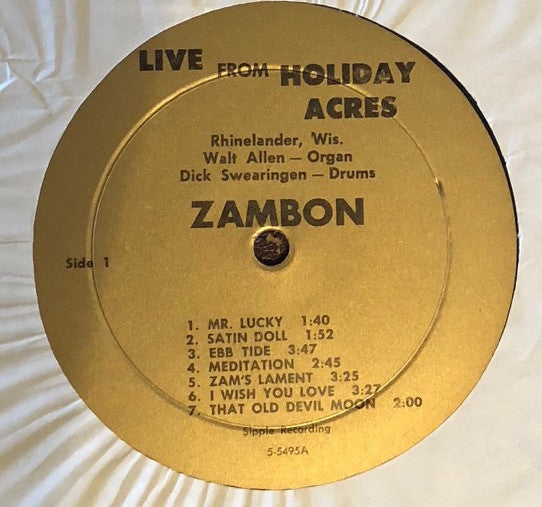 LIVE FROM HOLIDAY
ACRES
Rhinelander, Wis.
Walt Allen — Organ
Dick Swearingen — Drums
ZAMBON
Side 1
1. MR. LUCKY 1:40
2. SATIN DOLL 1:52
3. EBB TIDE 3:47
4. MEDITATION 2:45
5. ZAM'S LAMENT 3:25
6. I WISH YOU LOVE 3:27
7. THAT OLD DEVIL MOON 2:00
Sipple Recording
5-5495A